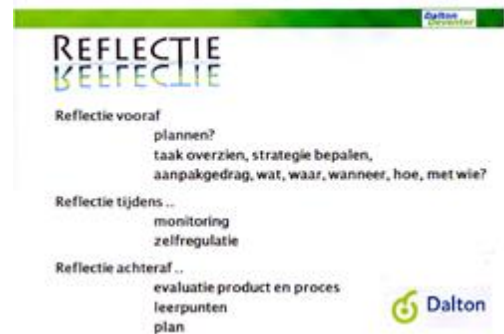 Dalton
Deventer
REFLECTIE
Reflectie vooraf
plannen?
taak overzien, strategie bepalen,
aanpakgedrag, wat, waar, wanneer, hoe, met wie?
Reflectie tijdens ..
monitoring
zelfregulatie
Reflectie achteraf ..
evaluatie product en proces
leerpunten
plan
Dalton